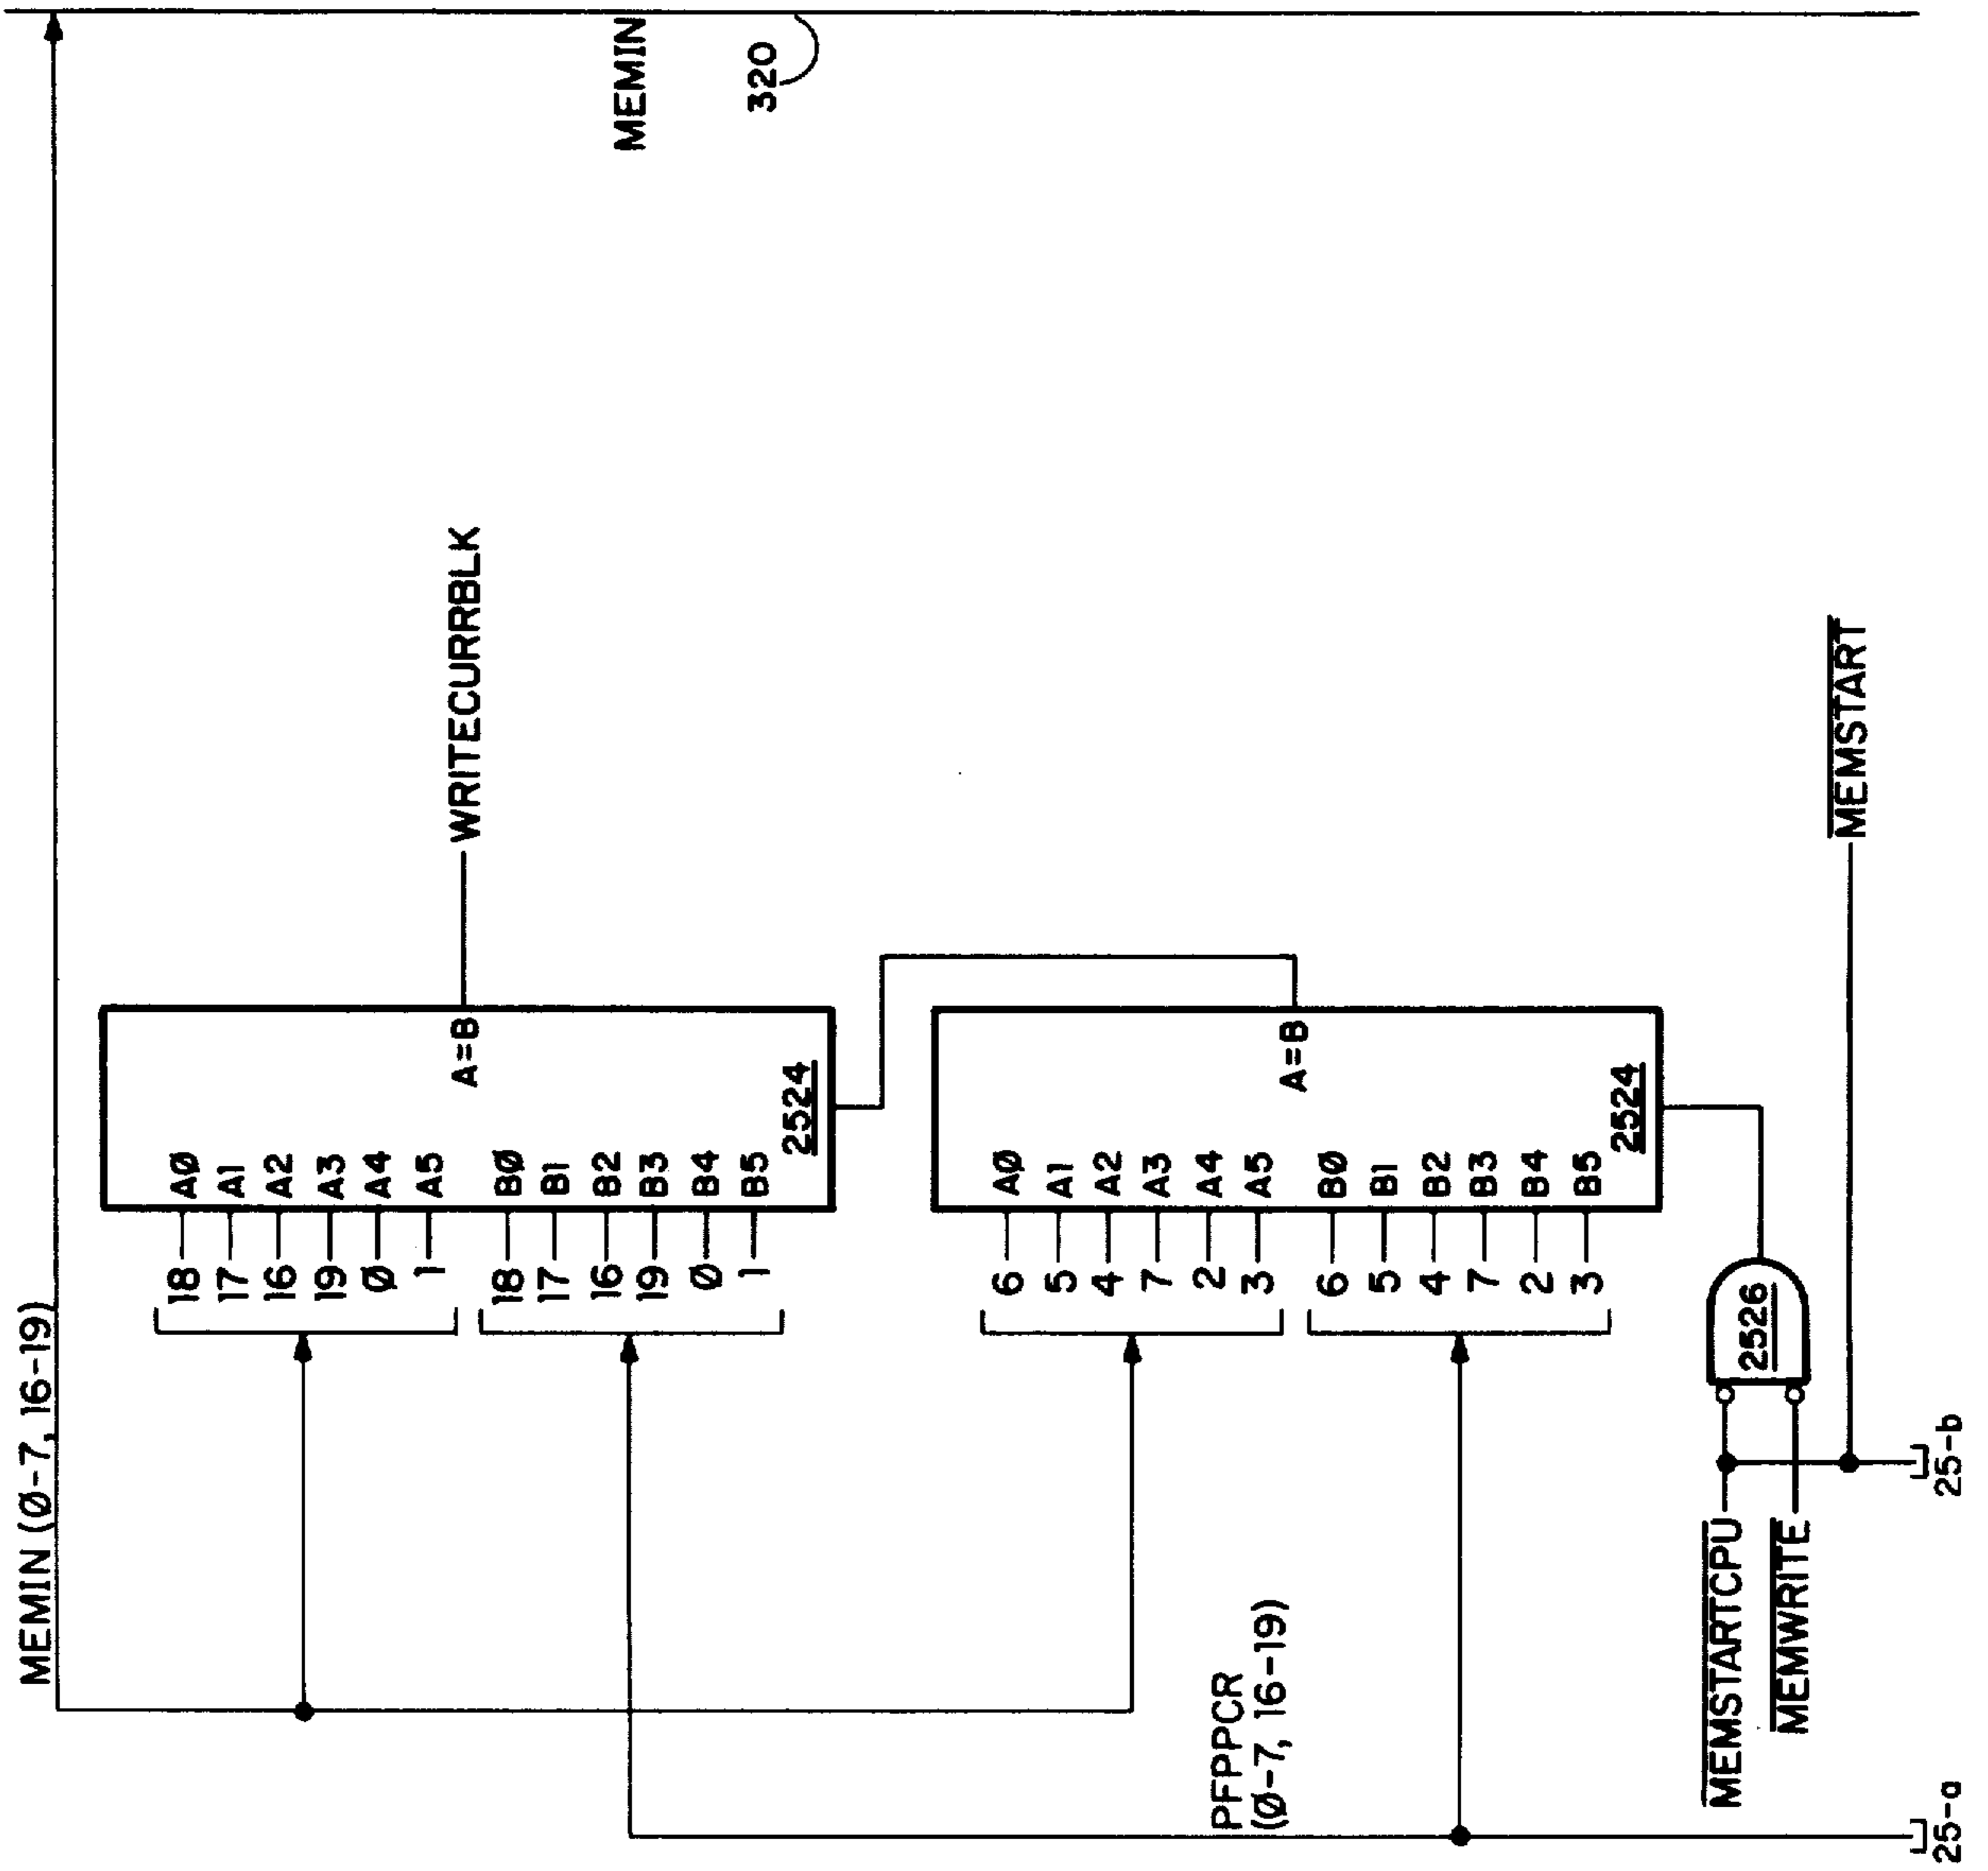 MEMIN (Ø-7, 16-19)
18 AØ
17 A1
16 A2
19 A3
Ø A4
1 A5
A=B
WRITECURRBLK
18 BØ
17 B1
16 B2
19 B3
Ø B4
1 B5
2524
MEMIN
320
6 AØ
5 A1
4 A2
7 A3
2 A4
3 A5
A=B
PFPPCR
(Ø-7, 16-19)
6 BØ
5 B1
4 B2
7 B3
2 B4
3 B5
2524
MEMSTARTCPU
2526
MEMWRITE
MEMSTART
25-a
25-b